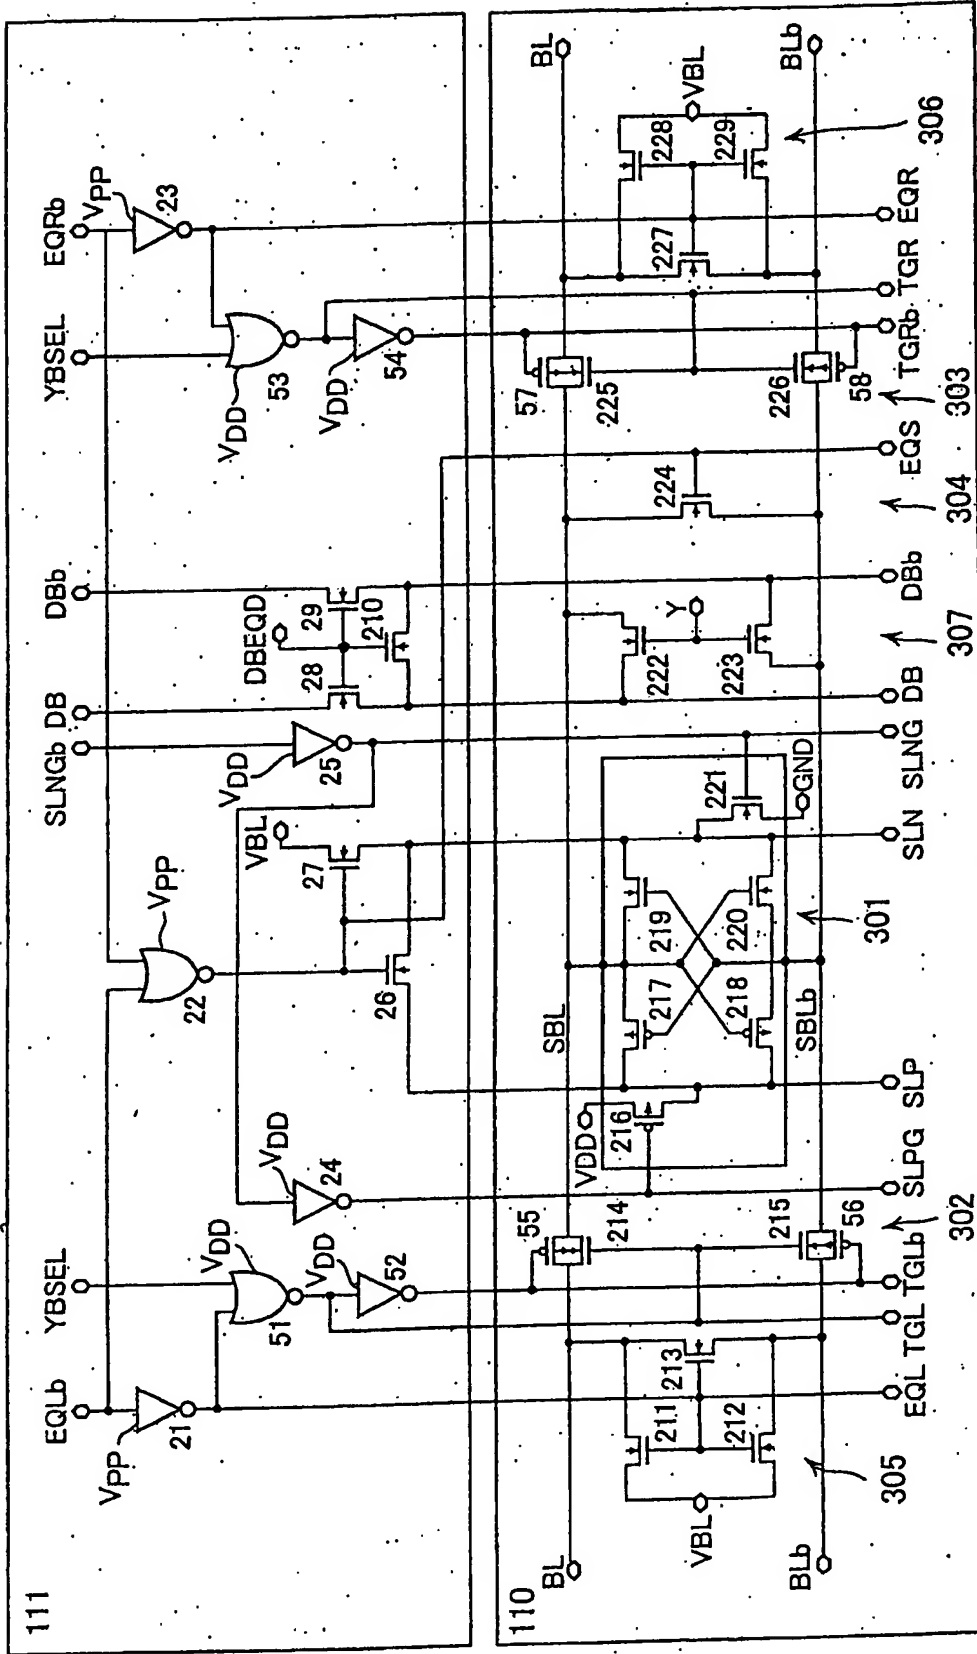 111
EQLb
YBSEL
SLNGb
DB
DBb
YBSEL
EQRb
VPP
21
VDD
51
VDD
52
VPP
22
VDD
24
VDD
25
VBL
26
27
DBEQD
28
29
210
VDD
53
VDD
54
VPP
23
110
BL
BLb
VBL
211
212
213
305
55
214
215
56
302
VDD
216
SBL
SBLb
217
218
219
220
221
GND
301
222
223
Y
307
224
304
57
225
226
58
303
227
228
229
VBL
306
BL
BLb
EQL
TGL
TGLb
SLPG
SLP
SLN
SLNG
DB
DBb
EQS
TGRb
TGR
EQR